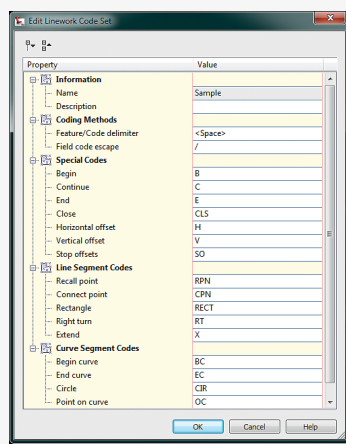 Edit Linework Code Set
Property Value
Information
Name Sample
Description
Coding Methods
Feature/Code delimiter <Space>
Field code escape /
Special Codes
Begin B
Continue C
End E
Close CLS
Horizontal offset H
Vertical offset V
Stop offsets SO
Line Segment Codes
Recall point RPN
Connect point CPN
Rectangle RECT
Right turn RT
Extend X
Curve Segment Codes
Begin curve BC
End curve EC
Circle CIR
Point on curve OC
OK Cancel Help